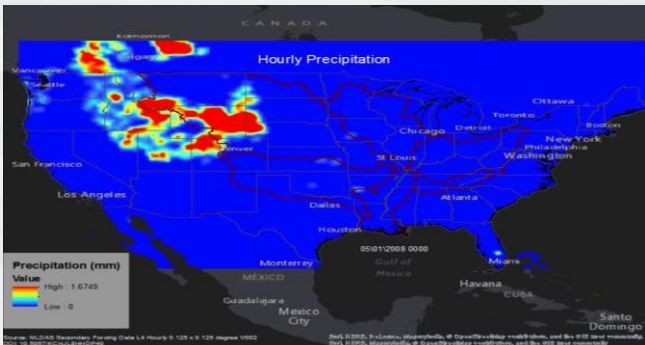 CANADA
Edmonton
Calgary
Hourly Precipitation
Vancouver
Seattle
Ottawa
Toronto
Boston
Chicago
Detroit
New York
Philadelphia
Denver
St Louis
Washington
San Francisco
Los Angeles
Atlanta
Dallas
Houston
05\01\2008 0000
Monterrey
Gulf of
Mexico
Miami
MÉXICO
Havana
CUBA
Guadalajara
Mexico
City
Santo
Domingo
Precipitation (mm)
Value
High : 1.6749
Low : 0
Source: NLDAS Secondary Forcing Data L4 Hourly 0.125 x 0.125 degree V002